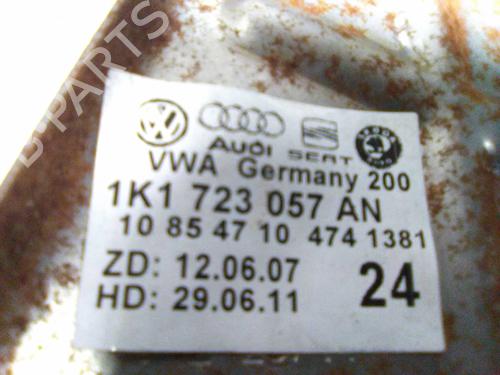 B-PARTS
AUDI SEAT SKODA
VWA Germany 200
1K1 723 057 AN
10 85 47 10 474 1381
ZD: 12.06.07
HD: 29.06.11 24